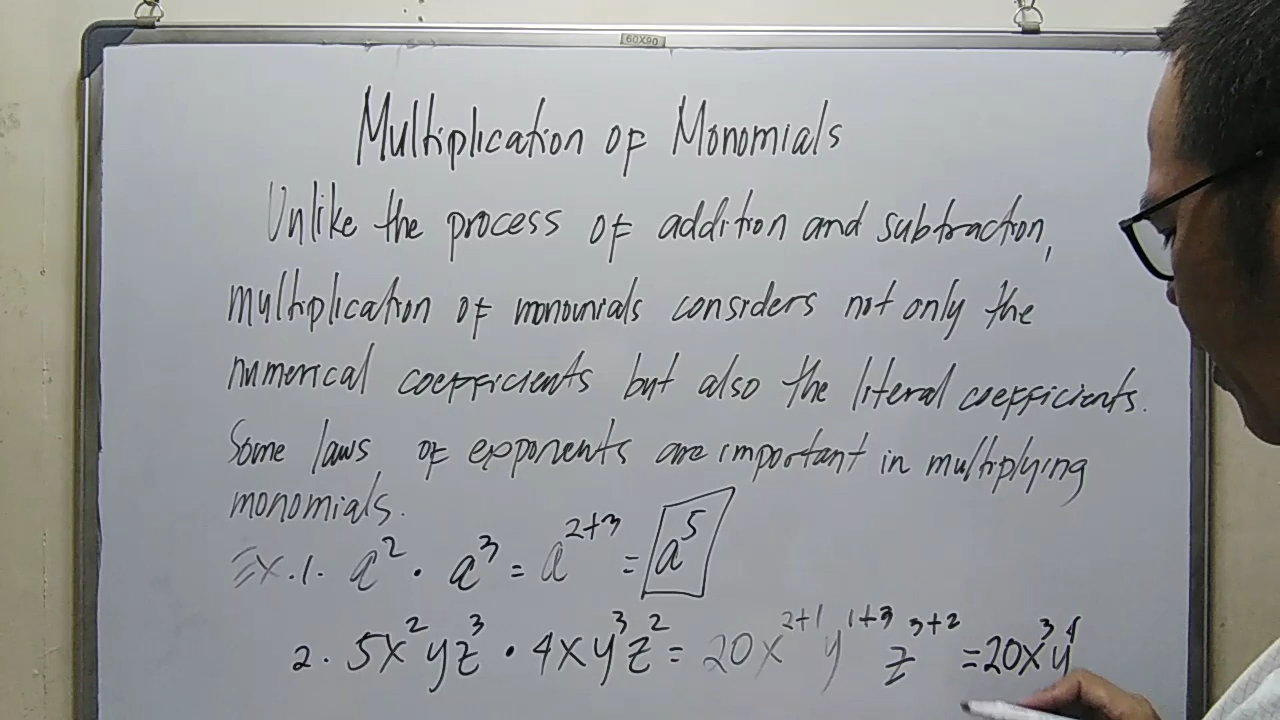 60X90
Multiplication of Monomials
Unlike the process of addition and subtraction,
multiplication of monomials considers not only the
numerical coefficients but also the literal coefficients.
Some laws of exponents are important in multiplying
monomials.
Ex.1. a² · a³ = a²⁺³ = a⁵
2. 5x²yz³ · 4xy³z² = 20x²⁺¹y¹⁺³z³⁺² = 20x³y⁴